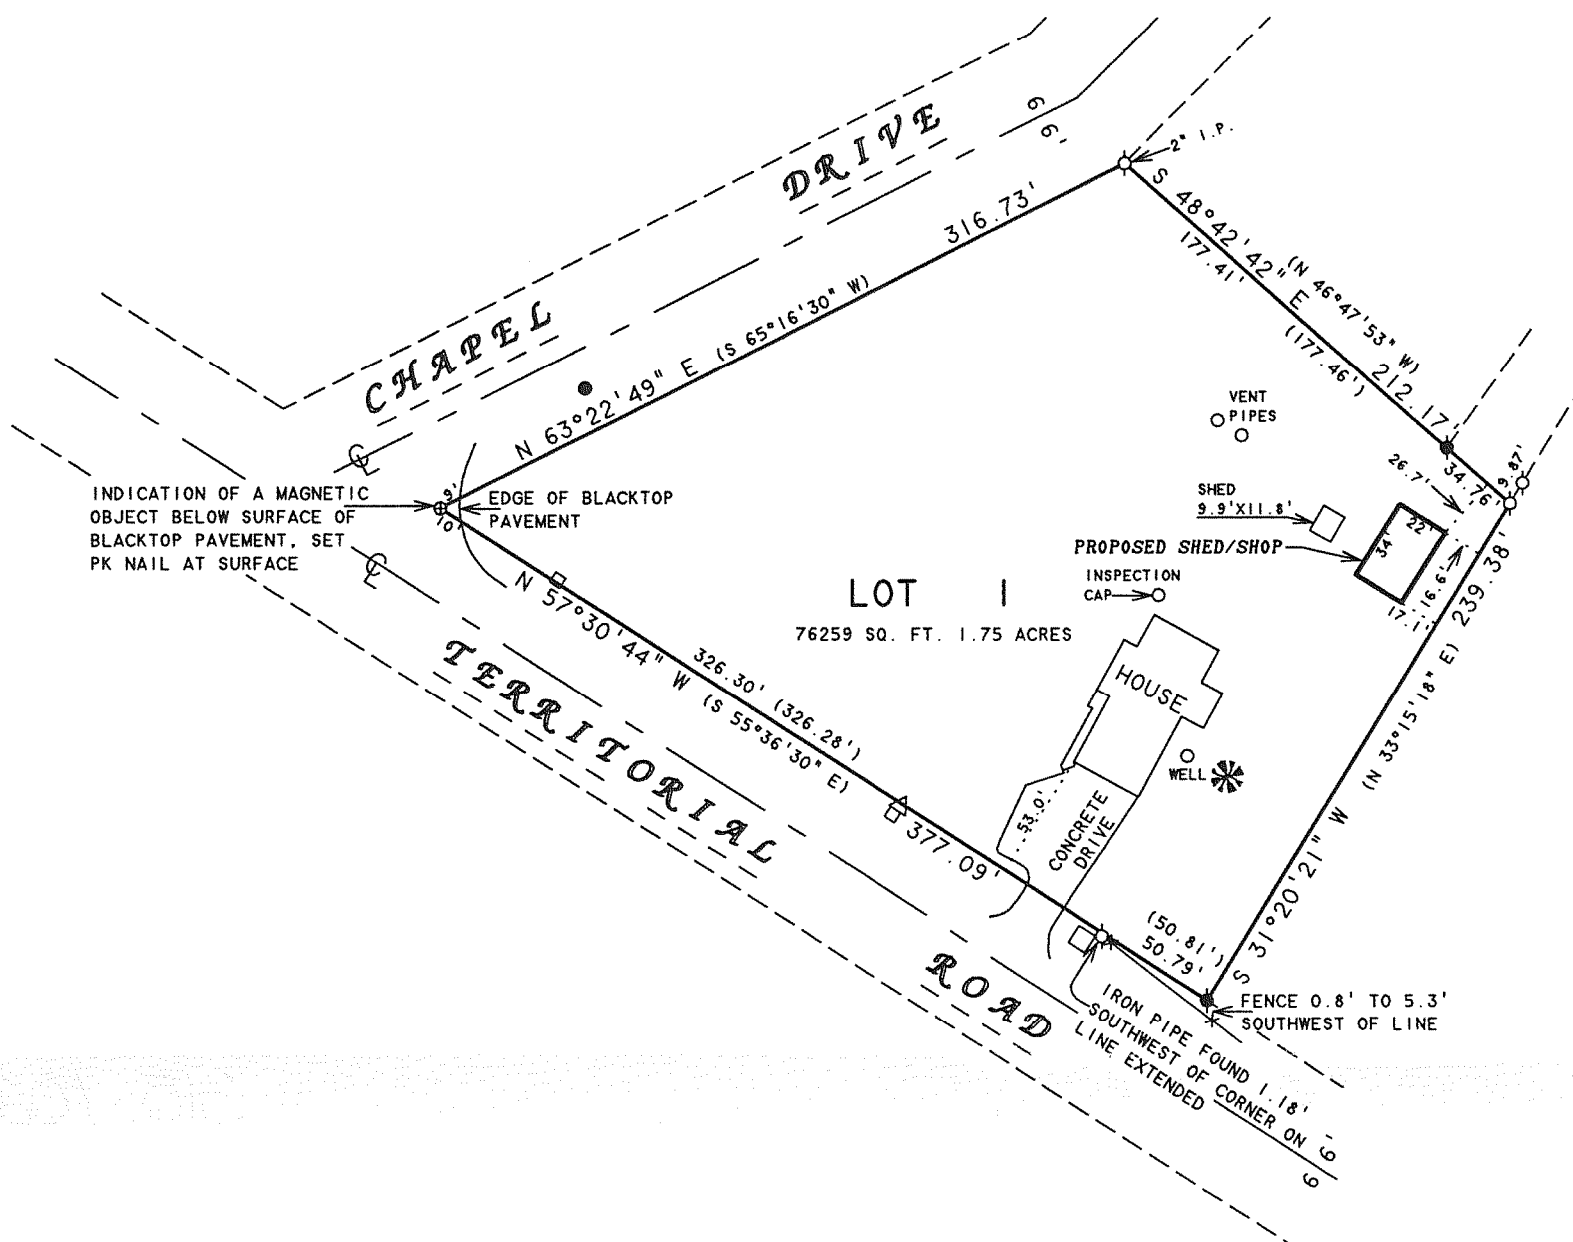 66'
CHAPEL DRIVE
2" I.P.
316.73'
N 63°22'49" E (S 65°16'30" W)
S 48°42'42" E
177.41'
(N 46°47'53" W)
(177.46')
212.17'
34.76'
9.87'
26.7'
VENT
PIPES
SHED
9.9'X11.8'
PROPOSED SHED/SHOP
22'
34'
16.6'
17.1'
239.38'
INSPECTION
CAP
9'
10'
INDICATION OF A MAGNETIC
OBJECT BELOW SURFACE OF
BLACKTOP PAVEMENT, SET
PK NAIL AT SURFACE
EDGE OF BLACKTOP
PAVEMENT
LOT 1
76259 SQ. FT. 1.75 ACRES
HOUSE
WELL
53.0'
CONCRETE
DRIVE
N 57°30'44" W
326.30' (326.28')
(S 55°36'30" E)
377.09'
TERRITORIAL ROAD
(50.81')
50.79'
S 31°20'21" W (N 33°15'18" E)
FENCE 0.8' TO 5.3'
SOUTHWEST OF LINE
IRON PIPE FOUND 1.18'
SOUTHWEST OF CORNER ON
LINE EXTENDED
66'